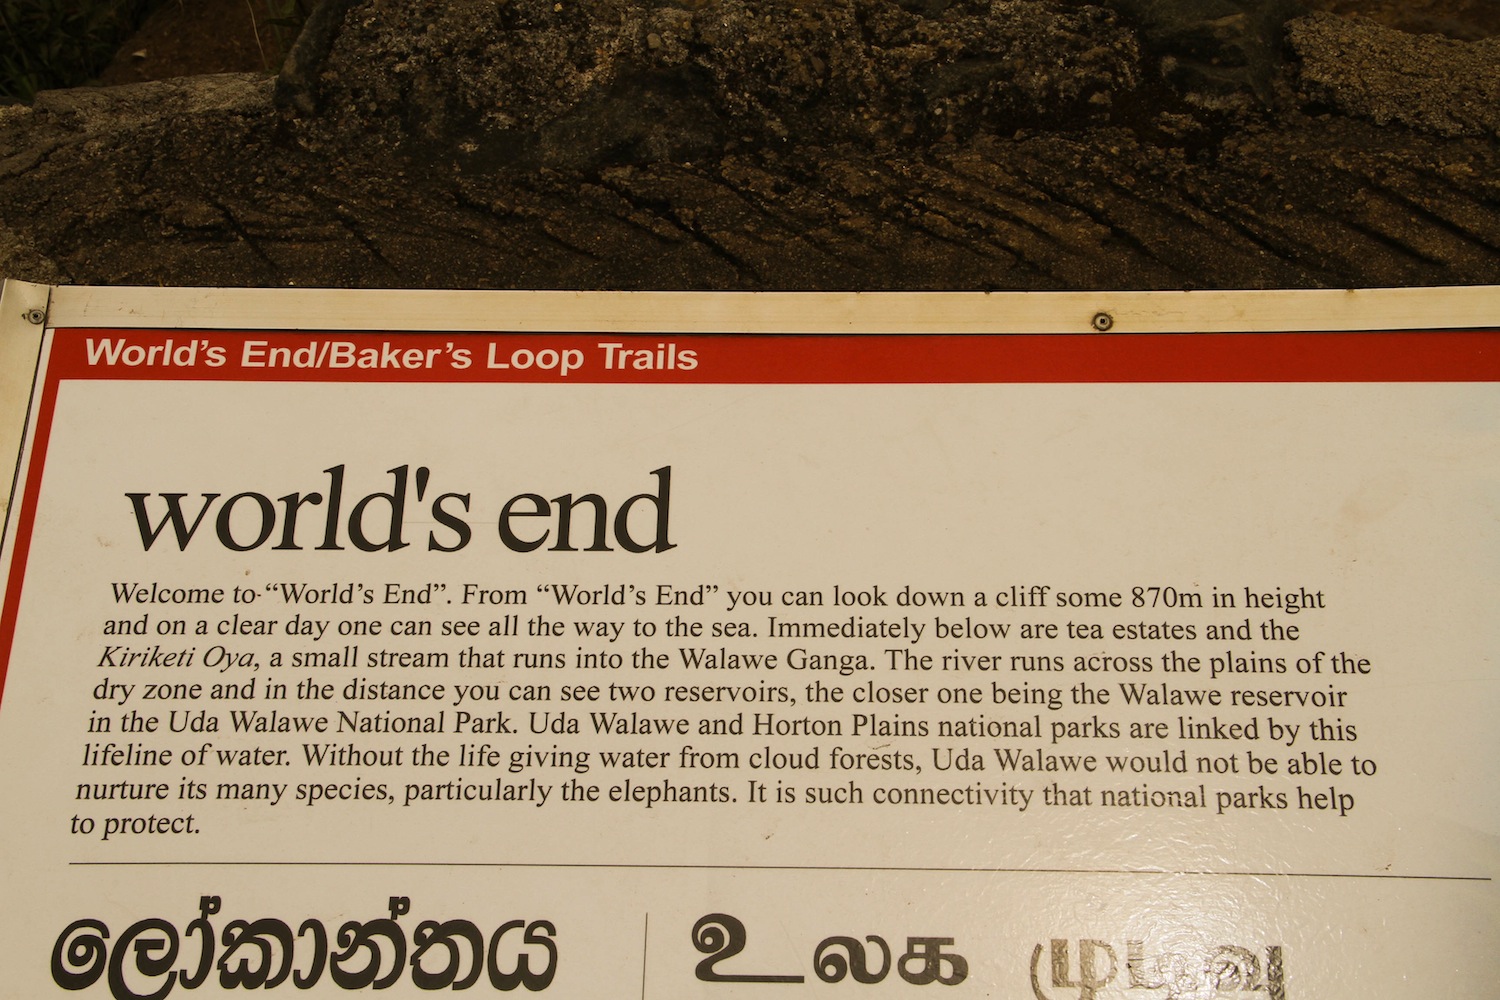 World's End/Baker's Loop Trails
world's end
Welcome to “World’s End”. From “World’s End” you can look down a cliff some 870m in height
and on a clear day one can see all the way to the sea. Immediately below are tea estates and the
Kiriketi Oya, a small stream that runs into the Walawe Ganga. The river runs across the plains of the
dry zone and in the distance you can see two reservoirs, the closer one being the Walawe reservoir
in the Uda Walawe National Park. Uda Walawe and Horton Plains national parks are linked by this
lifeline of water. Without the life giving water from cloud forests, Uda Walawe would not be able to
nurture its many species, particularly the elephants. It is such connectivity that national parks help
to protect.
ලෝකාන්තය
உலக முடிவு